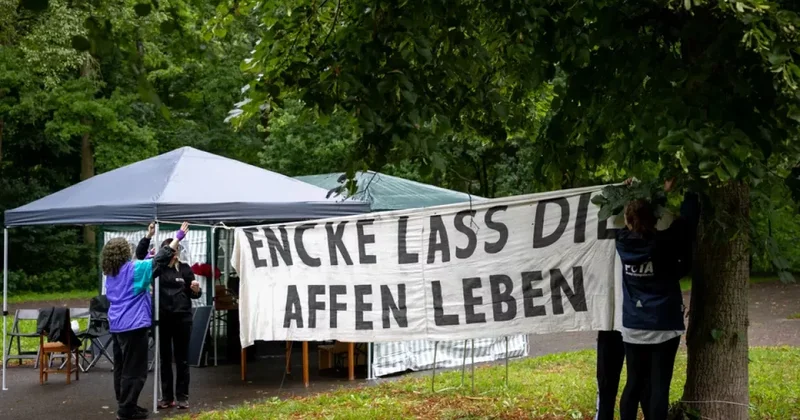 ENCKE LASS DIE
AFFEN LEBEN
PETA